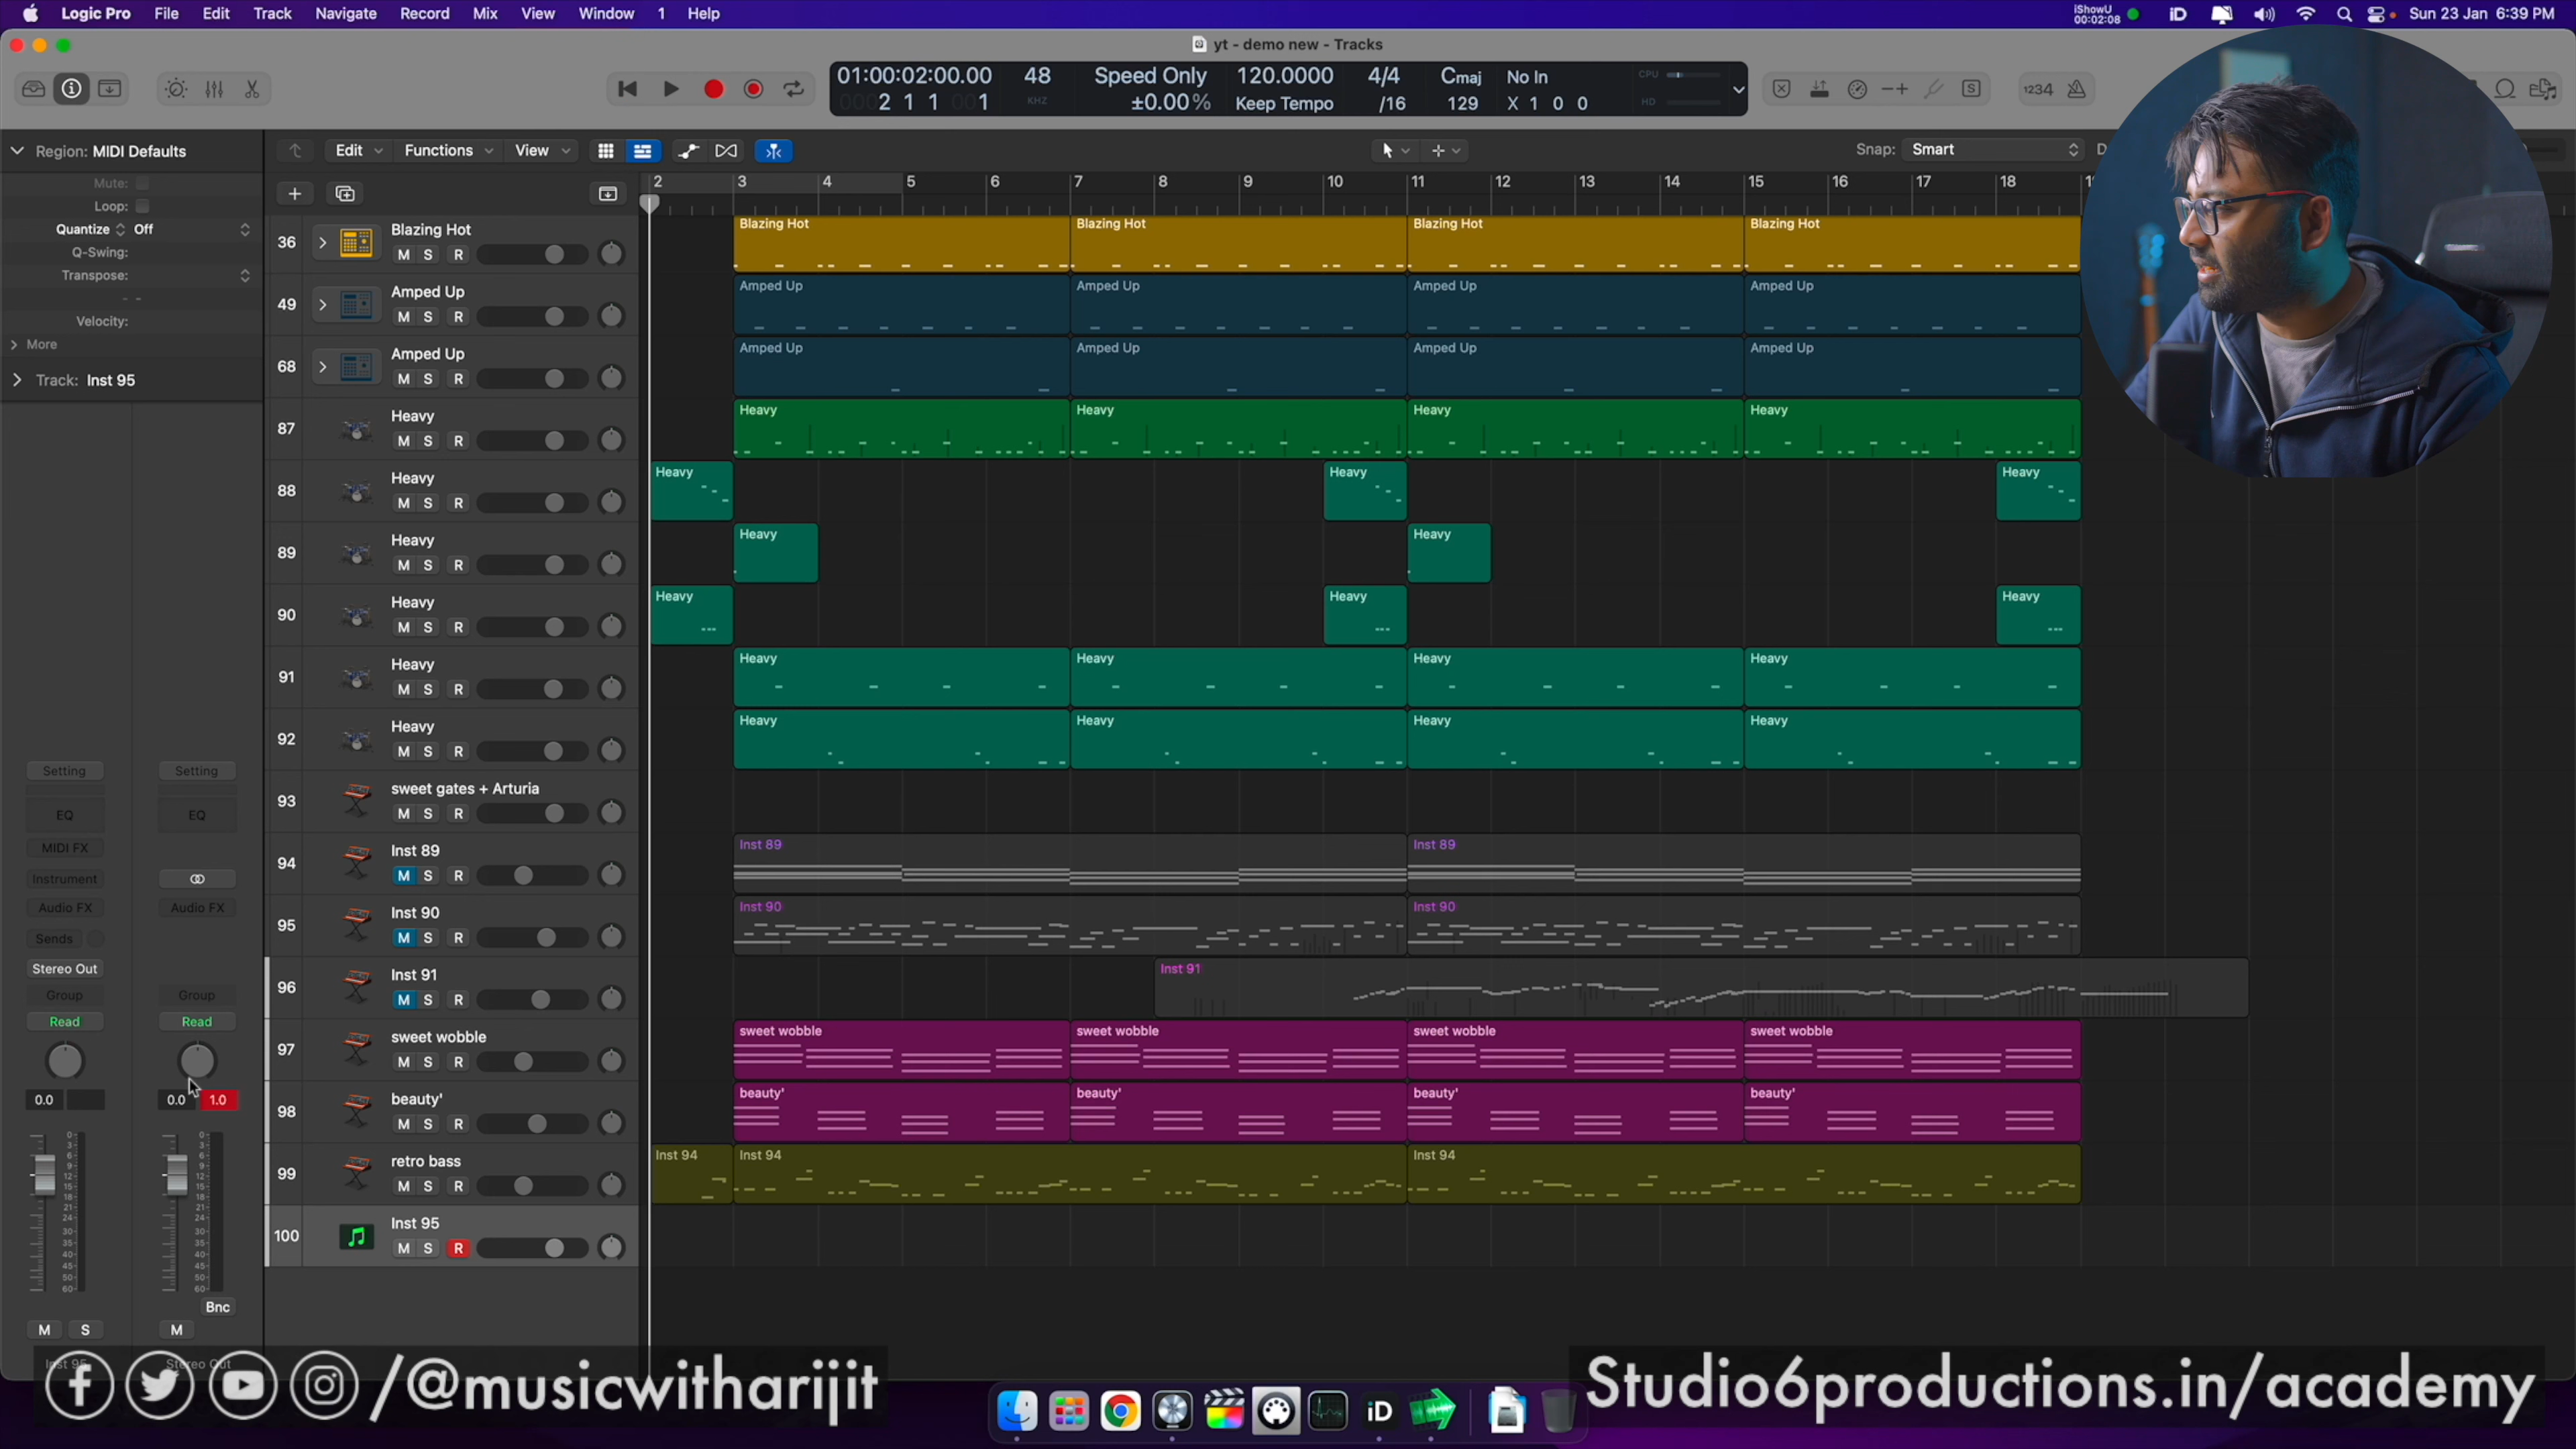 Logic Pro File Edit Track Navigate Record Mix View Window 1 Help
iShowU
00:02:08
iD
Sun 23 Jan 6:39 PM
yt - demo new - Tracks
01:00:02:00.00 48 Speed Only 120.0000 4/4 Cmaj No In CPU
2 1 1 1 KHZ ±0.00% Keep Tempo /16 129 X 1 0 0 HD
S
1234
Region: MIDI Defaults
Mute:
Loop:
Quantize Off
Q-Swing:
Transpose:
Velocity:
More
Track: Inst 95
Edit Functions View
Snap: Smart
2 3 4 5 6 7 8 9 10 11 12 13 14 15 16 17 18
36 Blazing Hot
M S R
Blazing Hot Blazing Hot Blazing Hot Blazing Hot
49 Amped Up
M S R
Amped Up Amped Up Amped Up Amped Up
68 Amped Up
M S R
Amped Up Amped Up Amped Up Amped Up
87 Heavy
M S R
Heavy Heavy Heavy Heavy
88 Heavy
M S R
Heavy Heavy Heavy
89 Heavy
M S R
Heavy Heavy
90 Heavy
M S R
Heavy Heavy Heavy
91 Heavy
M S R
Heavy Heavy Heavy Heavy
92 Heavy
M S R
Heavy Heavy Heavy Heavy
93 sweet gates + Arturia
M S R
94 Inst 89
M S R
Inst 89 Inst 89
95 Inst 90
M S R
Inst 90 Inst 90
96 Inst 91
M S R
Inst 91
97 sweet wobble
M S R
sweet wobble sweet wobble sweet wobble sweet wobble
98 beauty'
M S R
beauty' beauty' beauty' beauty'
99 retro bass
M S R
Inst 94 Inst 94 Inst 94
100 Inst 95
M S R
Setting Setting
EQ EQ
MIDI FX
Instrument
Audio FX Audio FX
Sends
Stereo Out
Group Group
Read Read
0.0 0.0 1.0
Bnc
M S M
Inst 95 Stereo Out
/@musicwitharijit
iD
Studio6productions.in/academy